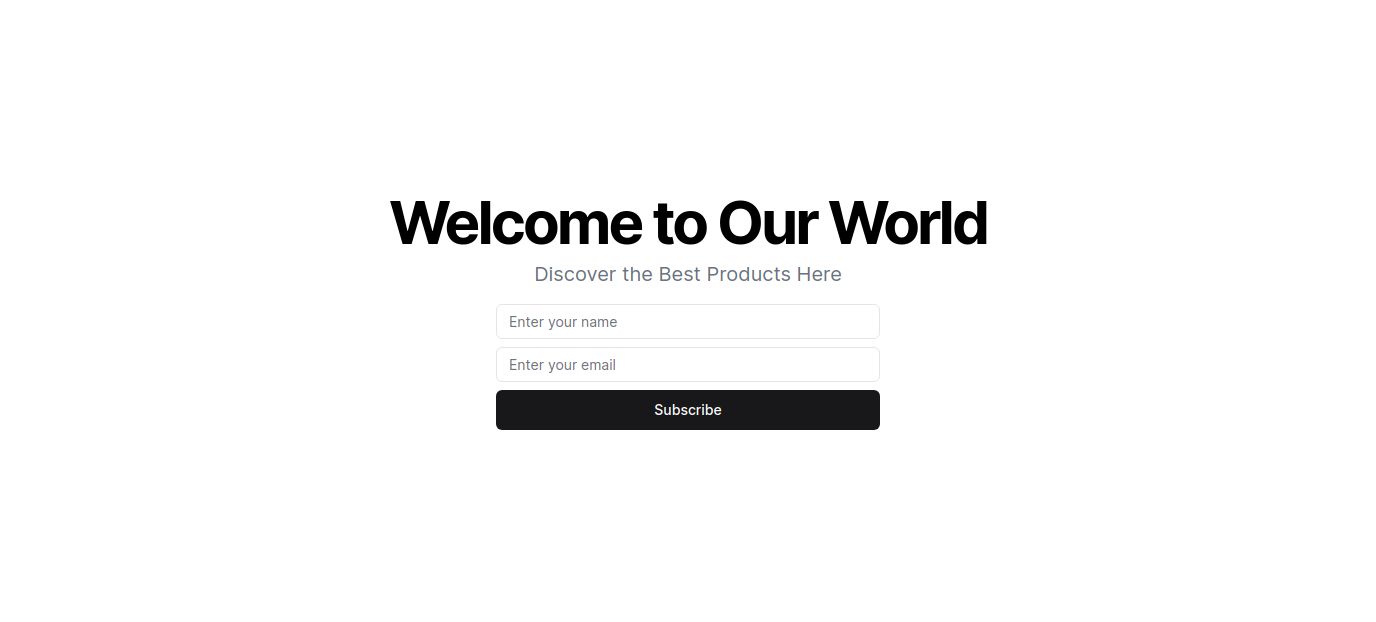 Welcome to Our World
Discover the Best Products Here
Enter your name
Enter your email
Subscribe